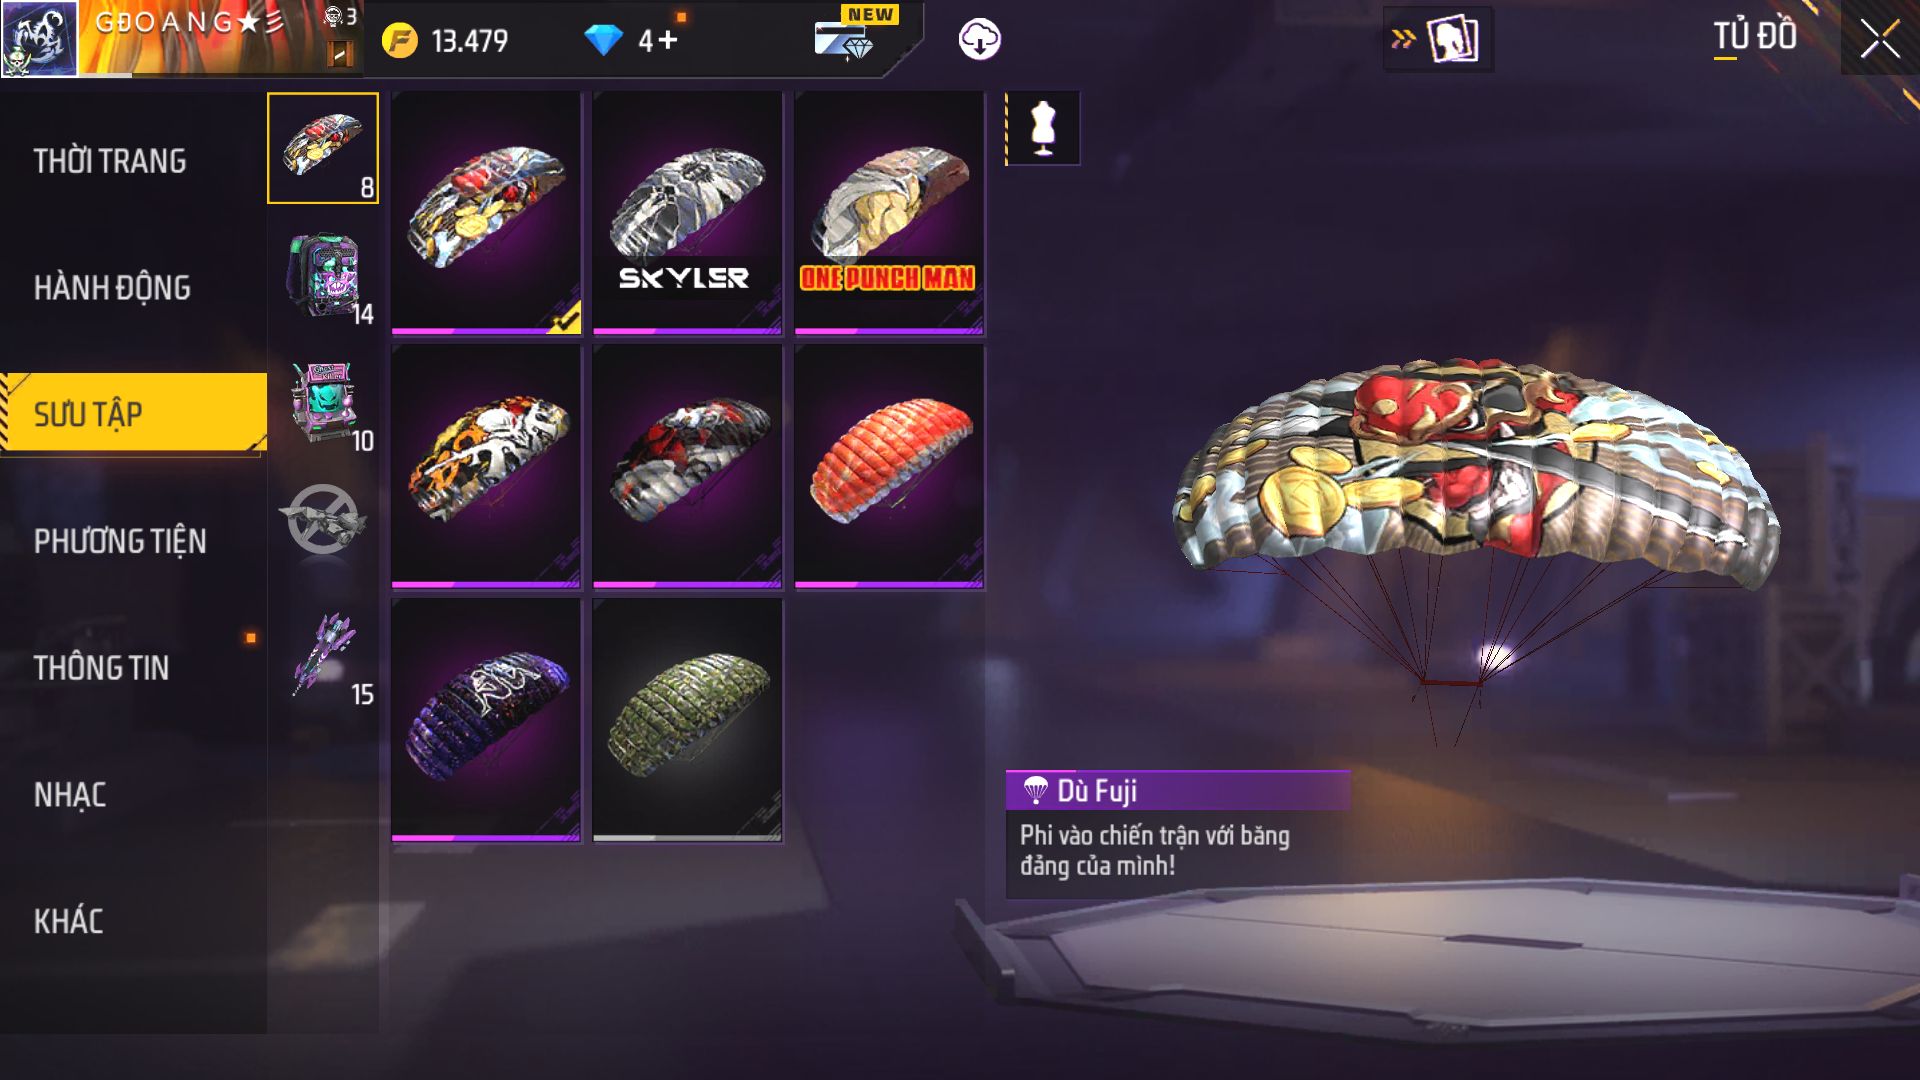 GĐOANG★彡
3
13.479
4+
NEW
TỦ ĐỒ
THỜI TRANG
HÀNH ĐỘNG
SƯU TẬP
PHƯƠNG TIỆN
THÔNG TIN
NHẠC
KHÁC
8
14
10
15
SKYLER
ONE PUNCH MAN
Dù Fuji
Phi vào chiến trận với băng
đảng của mình!